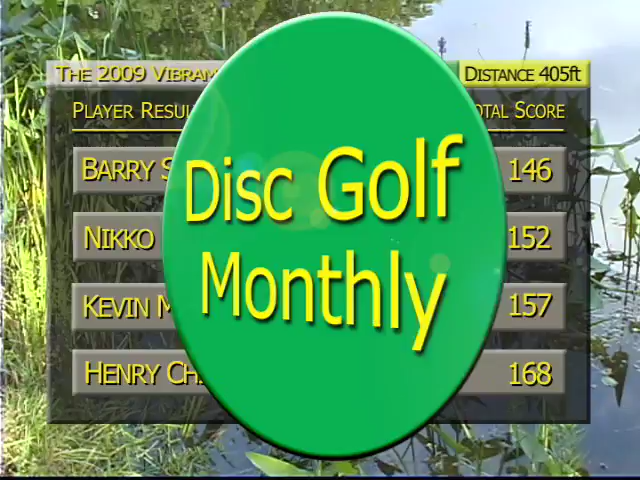 THE 2009 VIBRAM
DISTANCE 405ft
PLAYER RESUL
OTAL SCORE
BARRY S
146
NIKKO
152
KEVIN M
157
HENRY CH
168
Disc Golf
Monthly